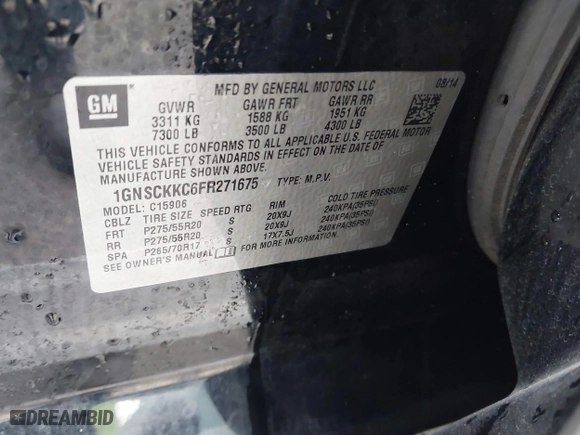 GM
MFD BY GENERAL MOTORS LLC
08/14
GVWR GAWR FRT GAWR RR
3311 KG 1588 KG 1951 KG
7300 LB 3500 LB 4300 LB
THIS VEHICLE CONFORMS TO ALL APPLICABLE U.S. FEDERAL MOTOR
VEHICLE SAFETY STANDARDS IN EFFECT ON THE DATE OF
MANUFACTURE SHOWN ABOVE.
1GNSCKKC6FR271675 TYPE: M.P.V.
MODEL: C15906
CBLZ TIRE SIZE SPEED RTG RIM COLD TIRE PRESSURE
FRT P275/55R20 S 20X9J 240KPA(35PSI)
RR P275/55R20 S 20X9J 240KPA(35PSI)
SPA P265/70R17 S 17X7.5J 240KPA(35PSI)
SEE OWNER'S MANUAL
DREAMBID